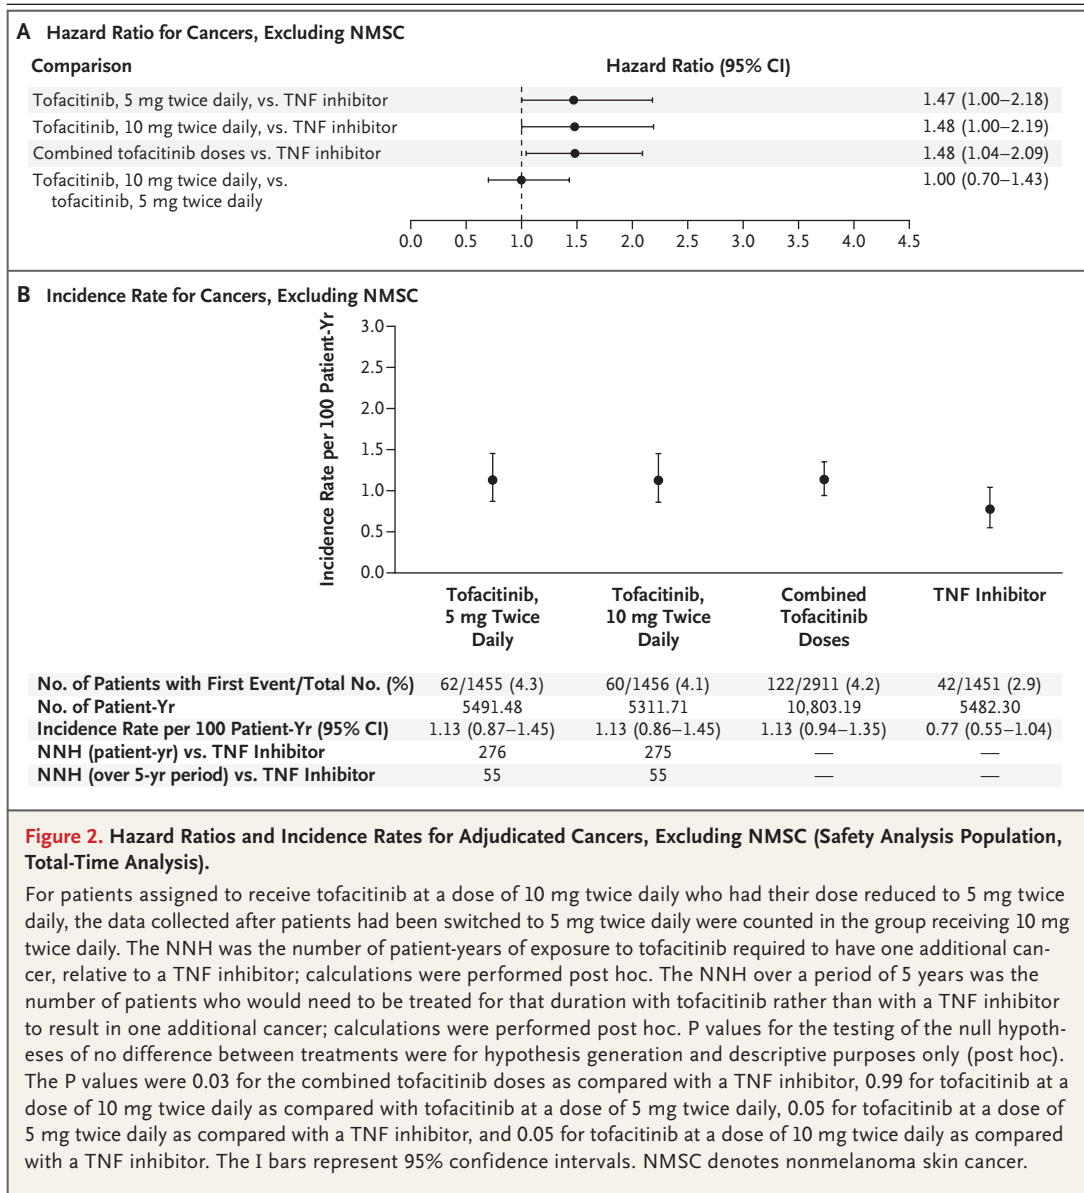 A Hazard Ratio for Cancers, Excluding NMSC
Comparison Hazard Ratio (95% CI)
Tofacitinib, 5 mg twice daily, vs. TNF inhibitor 1.47 (1.00–2.18)
Tofacitinib, 10 mg twice daily, vs. TNF inhibitor 1.48 (1.00–2.19)
Combined tofacitinib doses vs. TNF inhibitor 1.48 (1.04–2.09)
Tofacitinib, 10 mg twice daily, vs. 1.00 (0.70–1.43)
tofacitinib, 5 mg twice daily
0.0 0.5 1.0 1.5 2.0 2.5 3.0 3.5 4.0 4.5
B Incidence Rate for Cancers, Excluding NMSC
Incidence Rate per 100 Patient-Yr
3.0
2.5
2.0
1.5
1.0
0.5
0.0
Tofacitinib, Tofacitinib, Combined TNF Inhibitor
5 mg Twice 10 mg Twice Tofacitinib
Daily Daily Doses
No. of Patients with First Event/Total No. (%) 62/1455 (4.3) 60/1456 (4.1) 122/2911 (4.2) 42/1451 (2.9)
No. of Patient-Yr 5491.48 5311.71 10,803.19 5482.30
Incidence Rate per 100 Patient-Yr (95% CI) 1.13 (0.87–1.45) 1.13 (0.86–1.45) 1.13 (0.94–1.35) 0.77 (0.55–1.04)
NNH (patient-yr) vs. TNF Inhibitor 276 275 — —
NNH (over 5-yr period) vs. TNF Inhibitor 55 55 — —
Figure 2. Hazard Ratios and Incidence Rates for Adjudicated Cancers, Excluding NMSC (Safety Analysis Population,
Total-Time Analysis).
For patients assigned to receive tofacitinib at a dose of 10 mg twice daily who had their dose reduced to 5 mg twice
daily, the data collected after patients had been switched to 5 mg twice daily were counted in the group receiving 10 mg
twice daily. The NNH was the number of patient-years of exposure to tofacitinib required to have one additional can-
cer, relative to a TNF inhibitor; calculations were performed post hoc. The NNH over a period of 5 years was the
number of patients who would need to be treated for that duration with tofacitinib rather than with a TNF inhibitor
to result in one additional cancer; calculations were performed post hoc. P values for the testing of the null hypoth-
eses of no difference between treatments were for hypothesis generation and descriptive purposes only (post hoc).
The P values were 0.03 for the combined tofacitinib doses as compared with a TNF inhibitor, 0.99 for tofacitinib at a
dose of 10 mg twice daily as compared with tofacitinib at a dose of 5 mg twice daily, 0.05 for tofacitinib at a dose of
5 mg twice daily as compared with a TNF inhibitor, and 0.05 for tofacitinib at a dose of 10 mg twice daily as compared
with a TNF inhibitor. The I bars represent 95% confidence intervals. NMSC denotes nonmelanoma skin cancer.